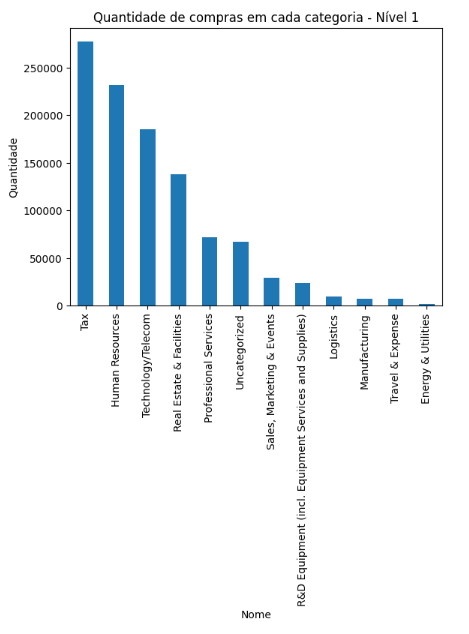 Quantidade de compras em cada categoria - Nível 1
Quantidade
250000
200000
150000
100000
50000
0
Tax
Human Resources
Technology/Telecom
Real Estate & Facilities
Professional Services
Uncategorized
Sales, Marketing & Events
R&D Equipment (incl. Equipment Services and Supplies)
Logistics
Manufacturing
Travel & Expense
Energy & Utilities
Nome